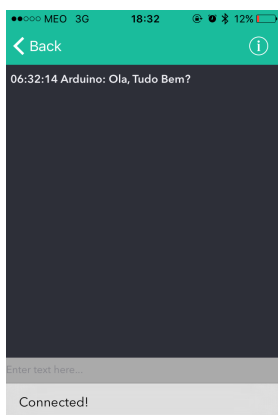 MEO 3G 18:32 12%
Back
06:32:14 Arduino: Ola, Tudo Bem?
Enter text here...
Connected!